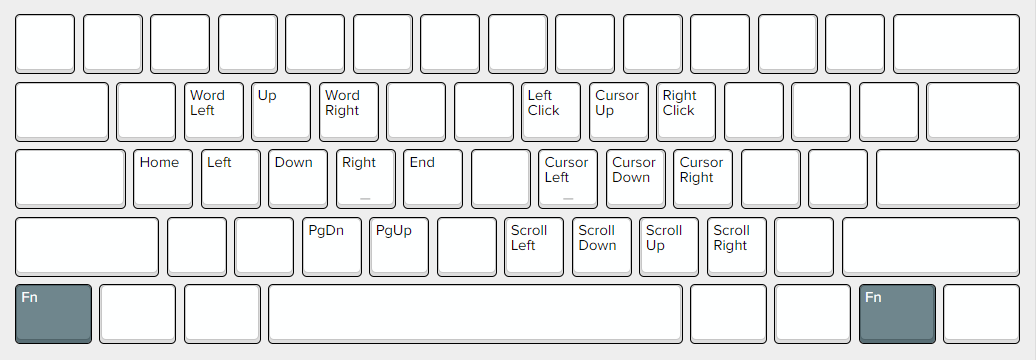 Word Left
Up
Word Right
Left Click
Cursor Up
Right Click
Home
Left
Down
Right
End
Cursor Left
Cursor Down
Cursor Right
PgDn
PgUp
Scroll Left
Scroll Down
Scroll Up
Scroll Right
Fn
Fn